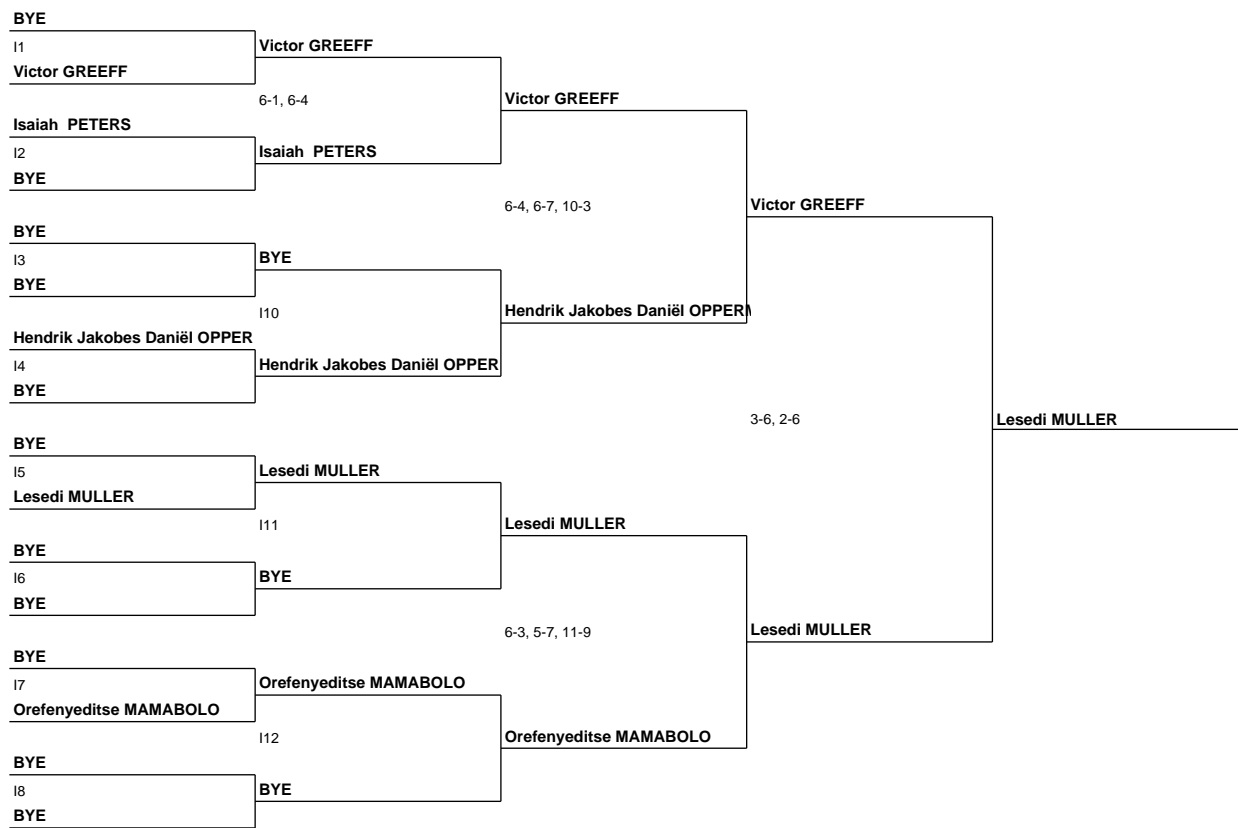 BYE
I1
Victor GREEFF
Victor GREEFF
6-1, 6-4
Victor GREEFF
Isaiah PETERS
I2
Isaiah PETERS
BYE
6-4, 6-7, 10-3
Victor GREEFF
BYE
I3
BYE
BYE
I10
Hendrik Jakobes Daniël OPPER
Hendrik Jakobes Daniël OPPER
I4
Hendrik Jakobes Daniël OPPER
BYE
3-6, 2-6
Lesedi MULLER
BYE
I5
Lesedi MULLER
Lesedi MULLER
I11
Lesedi MULLER
BYE
I6
BYE
BYE
6-3, 5-7, 11-9
Lesedi MULLER
BYE
I7
Orefenyeditse MAMABOLO
Orefenyeditse MAMABOLO
I12
Orefenyeditse MAMABOLO
BYE
I8
BYE
BYE